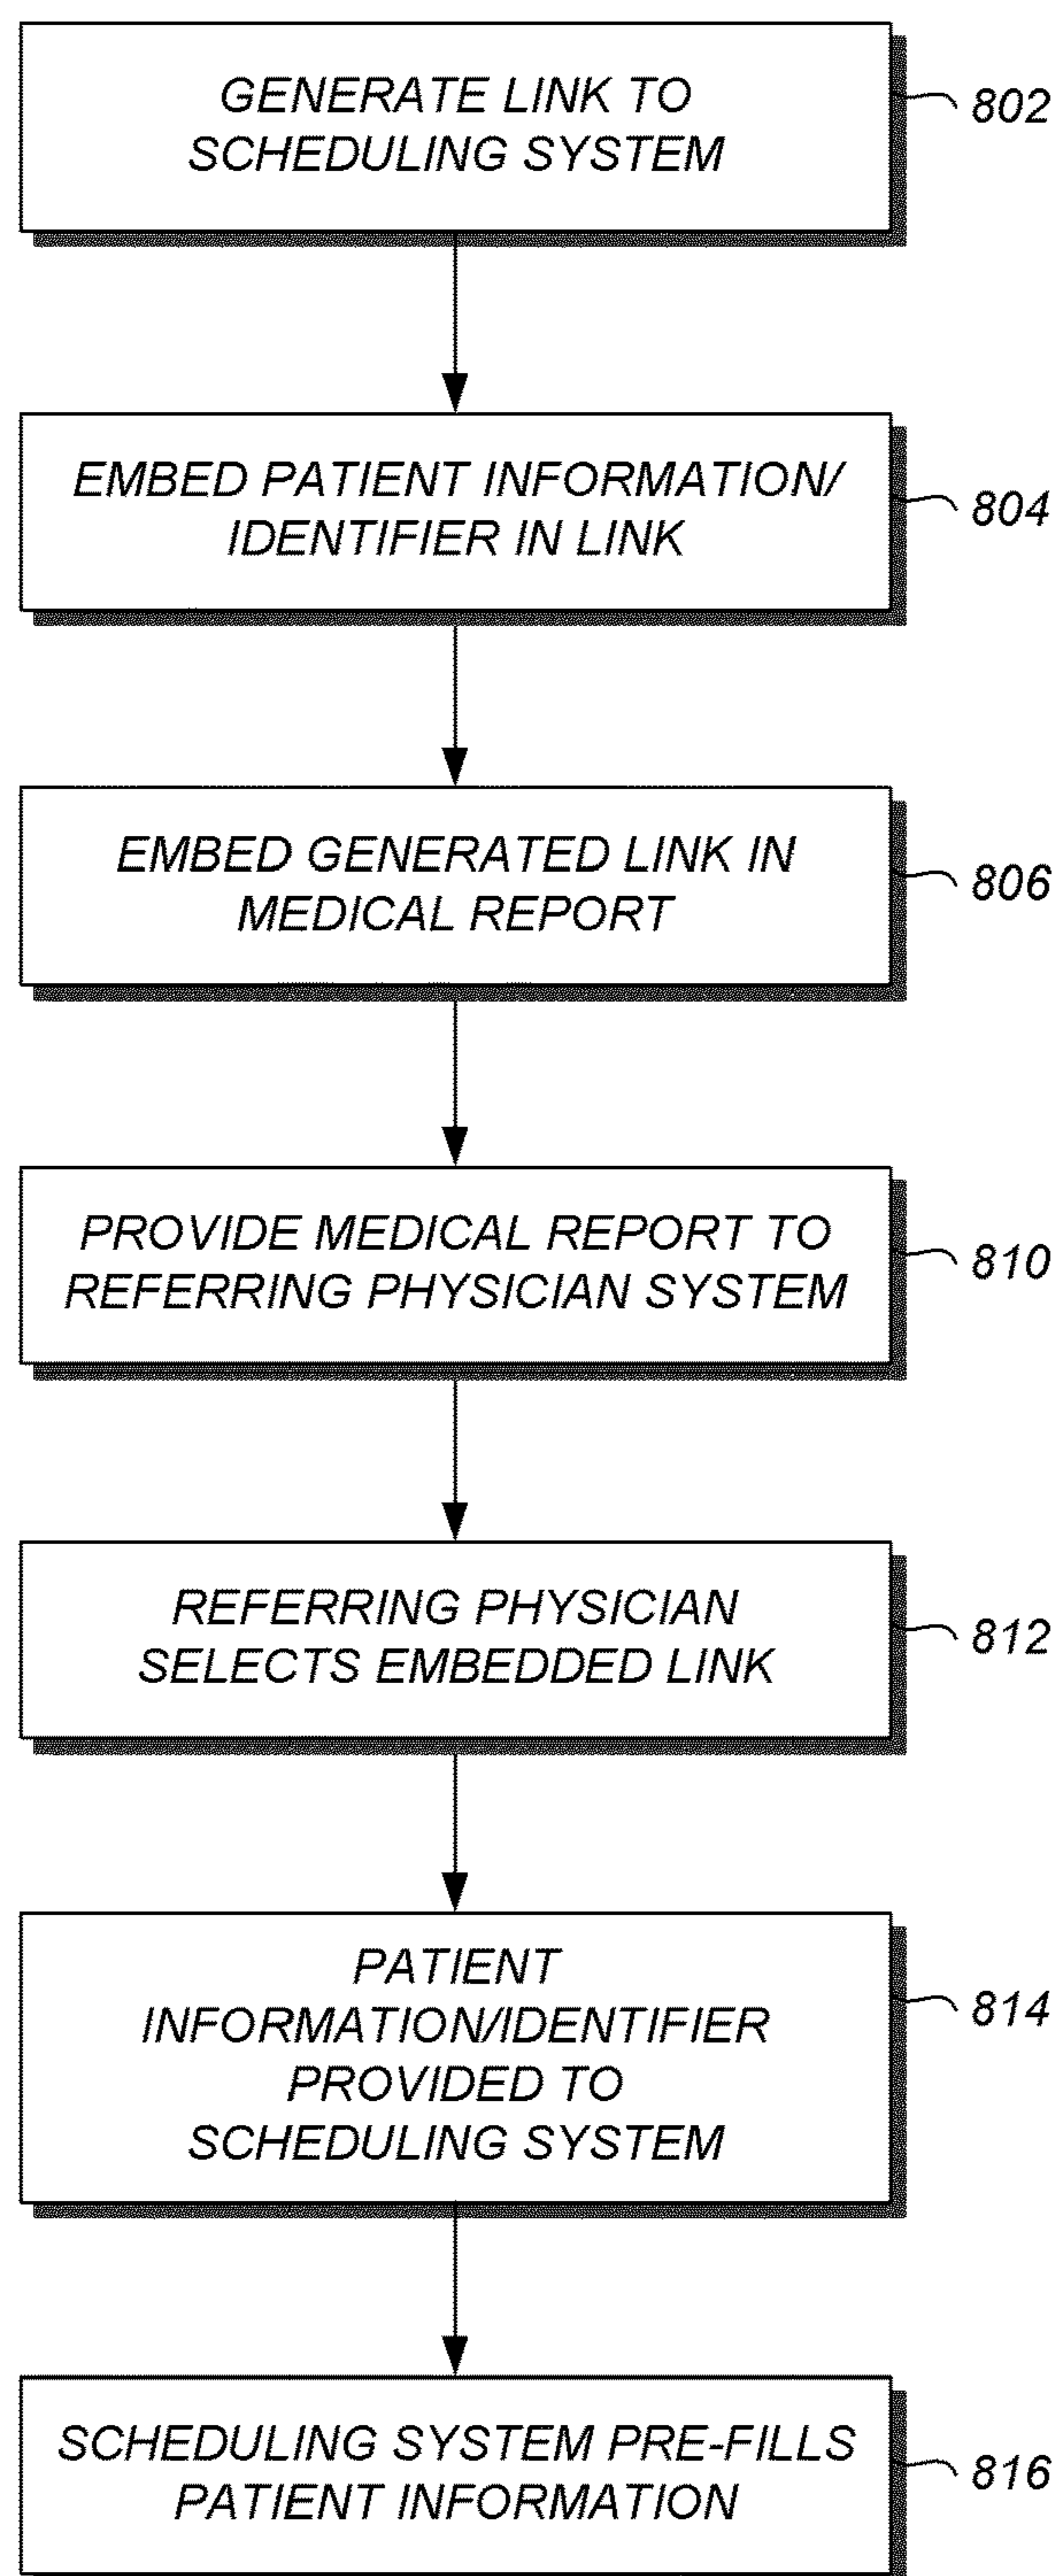 GENERATE LINK TO
SCHEDULING SYSTEM
802
EMBED PATIENT INFORMATION/
IDENTIFIER IN LINK
804
EMBED GENERATED LINK IN
MEDICAL REPORT
806
PROVIDE MEDICAL REPORT TO
REFERRING PHYSICIAN SYSTEM
810
REFERRING PHYSICIAN
SELECTS EMBEDDED LINK
812
PATIENT
INFORMATION/IDENTIFIER
PROVIDED TO
SCHEDULING SYSTEM
814
SCHEDULING SYSTEM PRE-FILLS
PATIENT INFORMATION
816